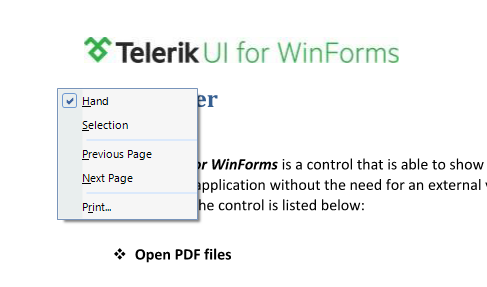 Telerik UI for WinForms
er
Hand
Selection
Previous Page
Next Page
Print...
or WinForms is a control that is able to show
application without the need for an external
the control is listed below:
❖ Open PDF files